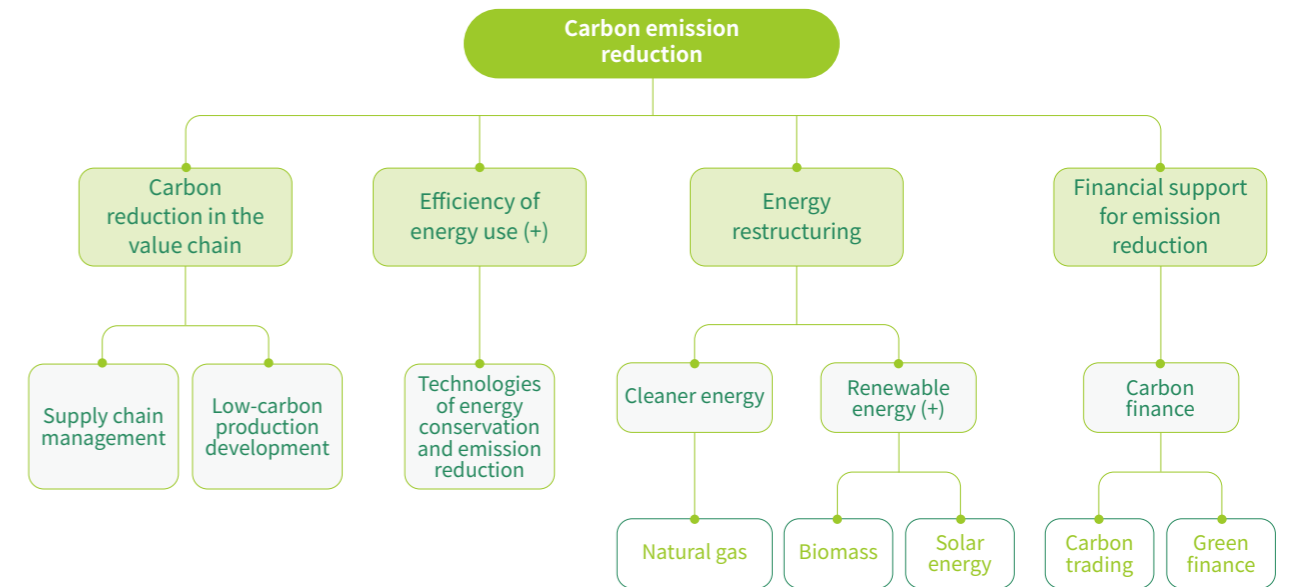 Carbon emission
reduction
Carbon
reduction in the
value chain
Efficiency of
energy use (+)
Energy
restructuring
Financial support
for emission
reduction
Supply chain
management
Low-carbon
production
development
Technologies
of energy
conservation
and emission
reduction
Cleaner energy
Renewable
energy (+)
Carbon
finance
Natural gas
Biomass
Solar
energy
Carbon
trading
Green
finance